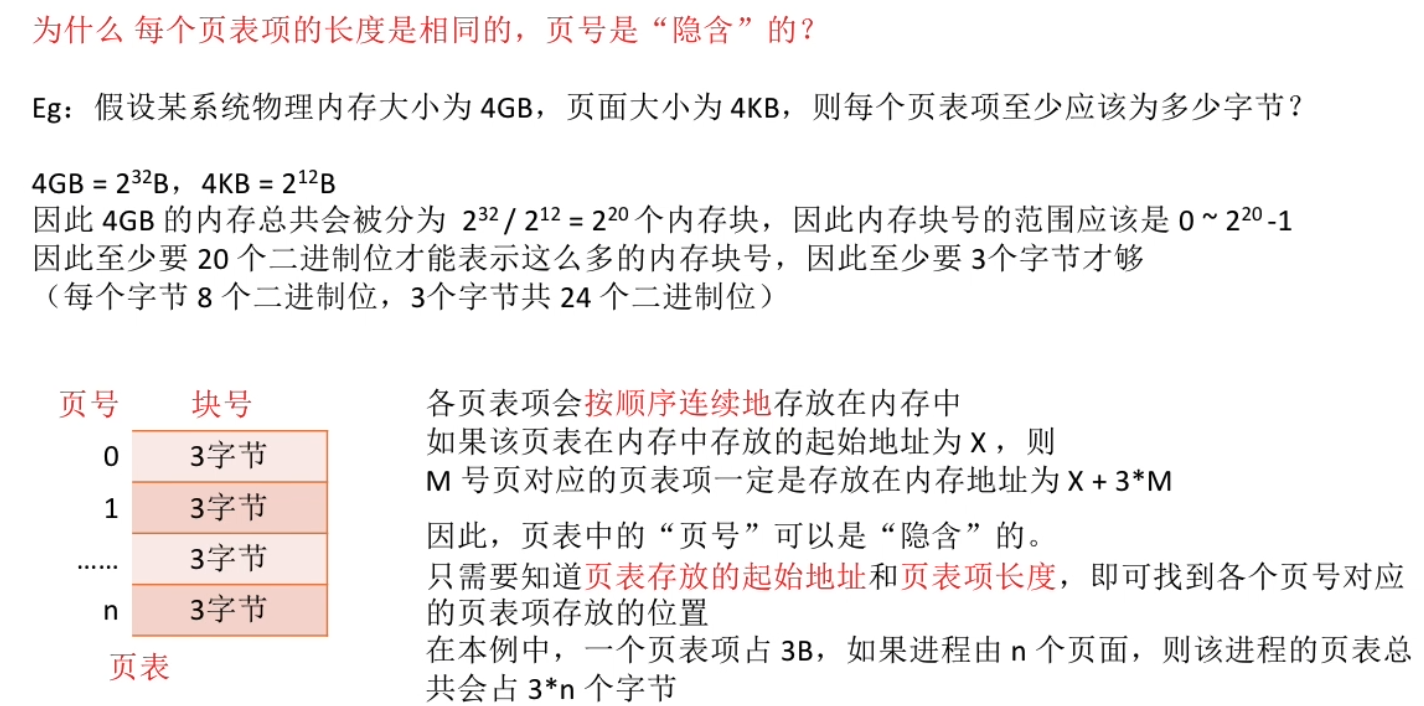 为什么 每个页表项的长度是相同的，页号是“隐含”的？
Eg：假设某系统物理内存大小为 4GB，页面大小为 4KB，则每个页表项至少应该为多少字节？
4GB = 2³²B，4KB = 2¹²B
因此 4GB 的内存总共会被分为 2³² / 2¹² = 2²⁰ 个内存块，因此内存块号的范围应该是 0 ~ 2²⁰ -1
因此至少要 20 个二进制位才能表示这么多的内存块号，因此至少要 3个字节才够
（每个字节 8 个二进制位，3个字节共 24 个二进制位）
页号 块号
0 3字节
1 3字节
…… 3字节
n 3字节
页表
各页表项会按顺序连续地存放在内存中
如果该页表在内存中存放的起始地址为 X ，则
M 号页对应的页表项一定是存放在内存地址为 X + 3*M
因此，页表中的“页号”可以是“隐含”的。
只需要知道页表存放的起始地址和页表项长度，即可找到各个页号对应
的页表项存放的位置
在本例中，一个页表项占 3B，如果进程由 n 个页面，则该进程的页表总
共会占 3*n 个字节